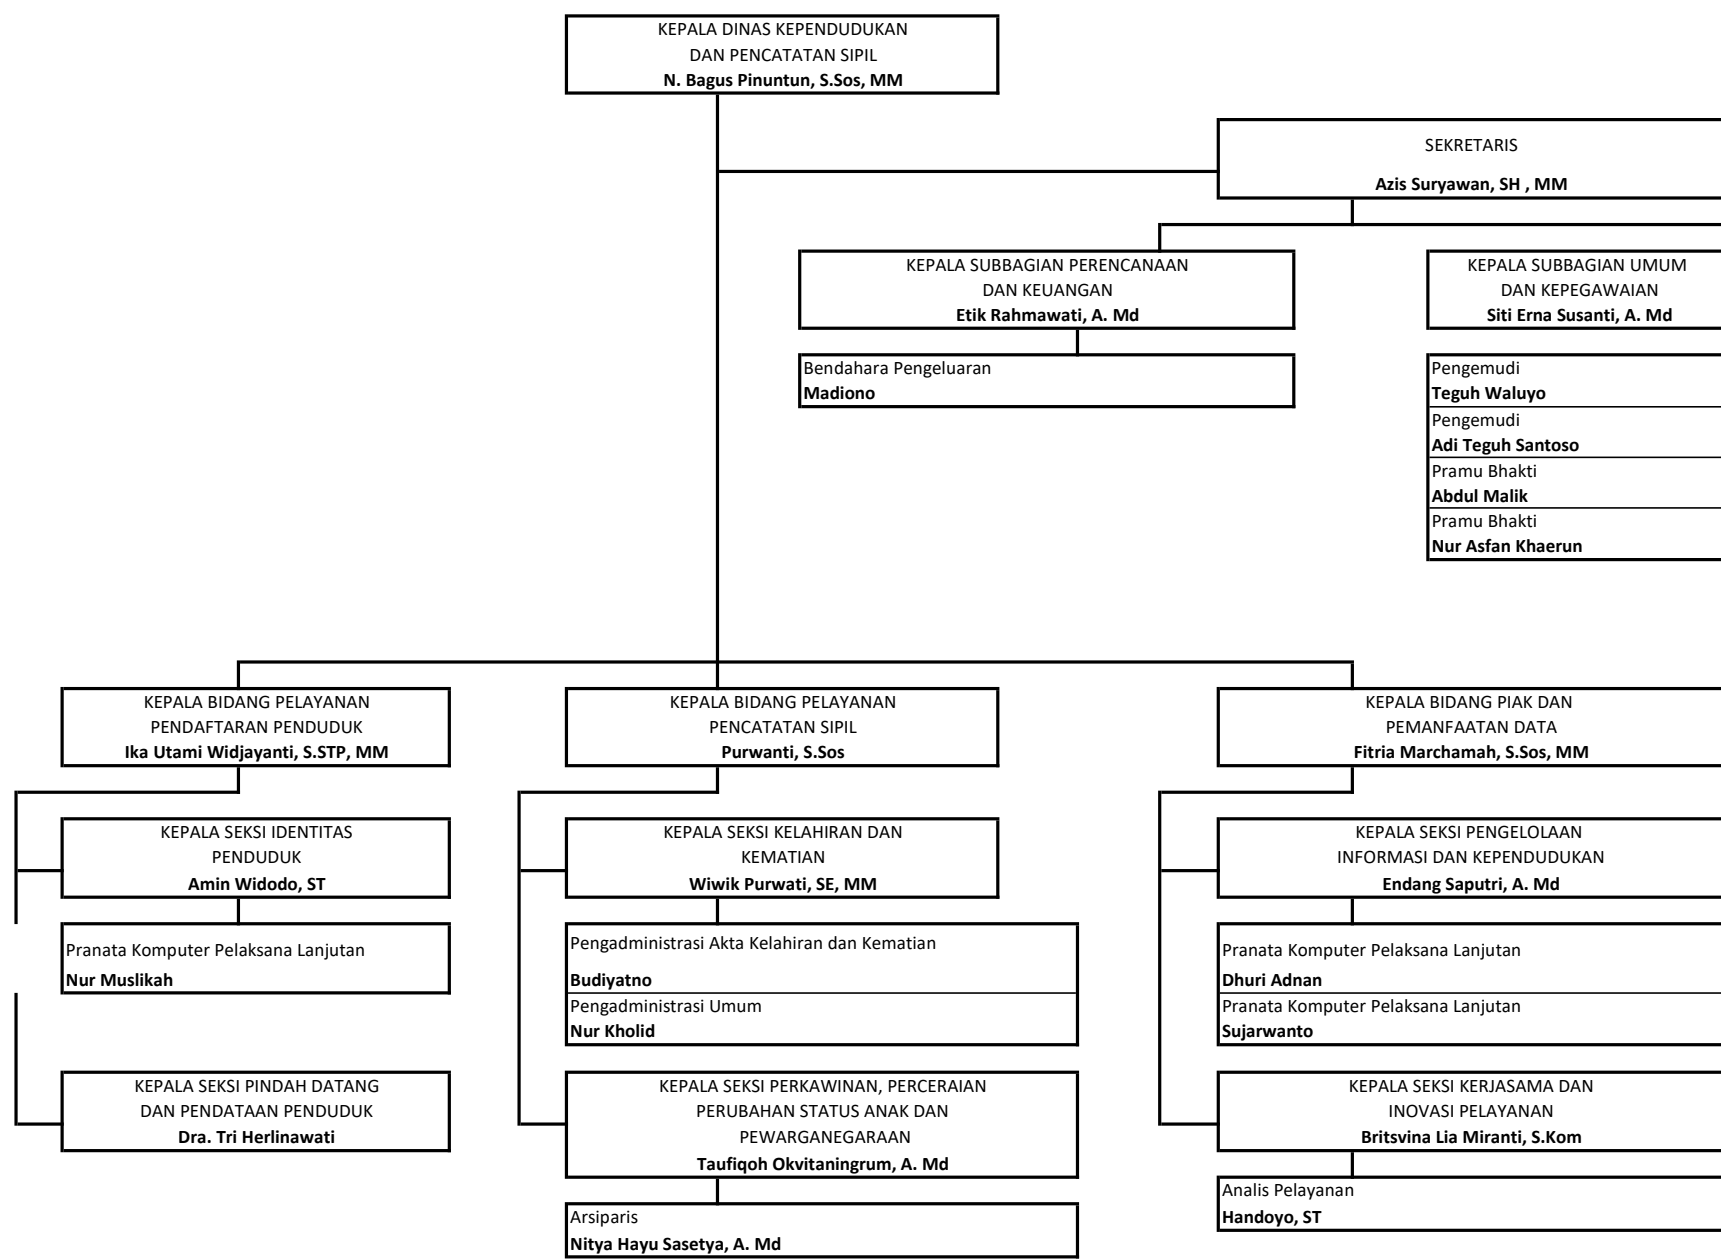 KEPALA DINAS KEPENDUDUKAN
DAN PENCATATAN SIPIL
N. Bagus Pinuntun, S.Sos, MM
SEKRETARIS
Azis Suryawan, SH , MM
KEPALA SUBBAGIAN PERENCANAAN
DAN KEUANGAN
Etik Rahmawati, A. Md
KEPALA SUBBAGIAN UMUM
DAN KEPEGAWAIAN
Siti Erna Susanti, A. Md
Bendahara Pengeluaran
Madiono
Pengemudi
Teguh Waluyo
Pengemudi
Adi Teguh Santoso
Pramu Bhakti
Abdul Malik
Pramu Bhakti
Nur Asfan Khaerun
KEPALA BIDANG PELAYANAN
PENDAFTARAN PENDUDUK
Ika Utami Widjayanti, S.STP, MM
KEPALA BIDANG PELAYANAN
PENCATATAN SIPIL
Purwanti, S.Sos
KEPALA BIDANG PIAK DAN
PEMANFAATAN DATA
Fitria Marchamah, S.Sos, MM
KEPALA SEKSI IDENTITAS
PENDUDUK
Amin Widodo, ST
KEPALA SEKSI KELAHIRAN DAN
KEMATIAN
Wiwik Purwati, SE, MM
KEPALA SEKSI PENGELOLAAN
INFORMASI DAN KEPENDUDUKAN
Endang Saputri, A. Md
Pranata Komputer Pelaksana Lanjutan
Nur Muslikah
Pengadministrasi Akta Kelahiran dan Kematian
Budiyatno
Pengadministrasi Umum
Nur Kholid
Pranata Komputer Pelaksana Lanjutan
Dhuri Adnan
Pranata Komputer Pelaksana Lanjutan
Sujarwanto
KEPALA SEKSI PINDAH DATANG
DAN PENDATAAN PENDUDUK
Dra. Tri Herlinawati
KEPALA SEKSI PERKAWINAN, PERCERAIAN
PERUBAHAN STATUS ANAK DAN
PEWARGANEGARAAN
Taufiqoh Okvitaningrum, A. Md
KEPALA SEKSI KERJASAMA DAN
INOVASI PELAYANAN
Britsvina Lia Miranti, S.Kom
Arsiparis
Nitya Hayu Sasetya, A. Md
Analis Pelayanan
Handoyo, ST